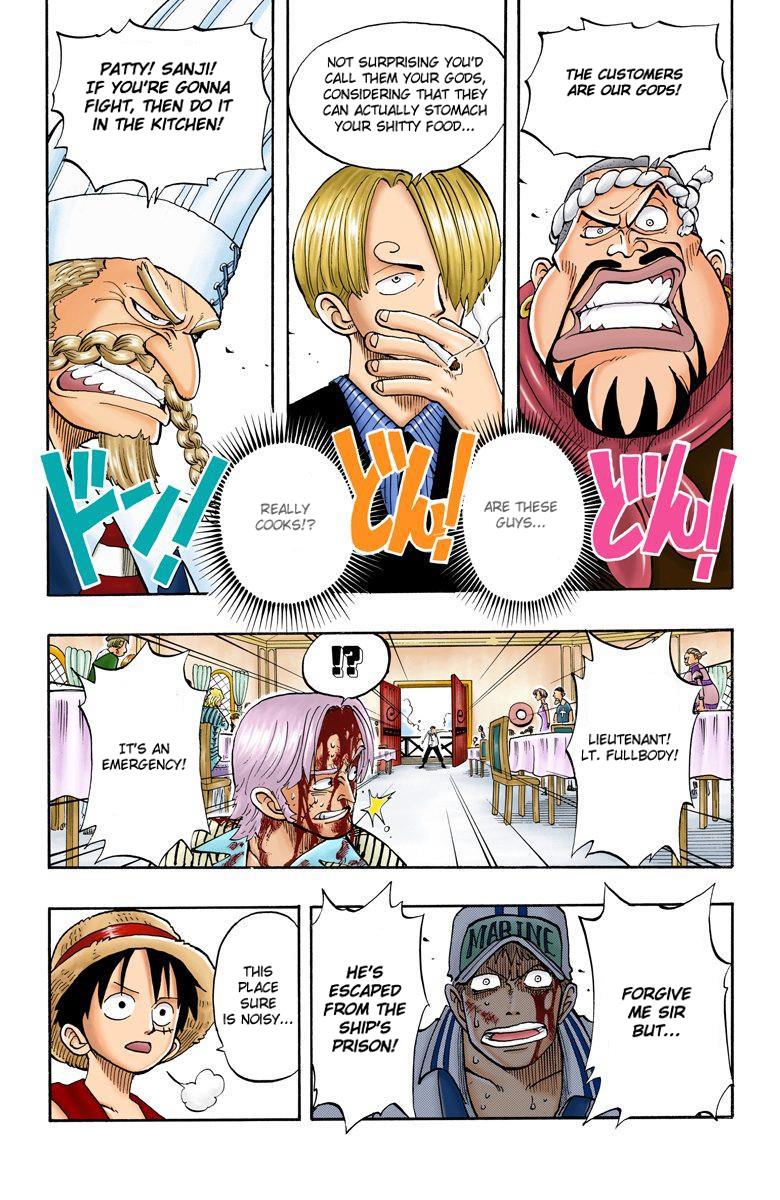 THE CUSTOMERS
ARE OUR GODS!
NOT SURPRISING YOU'D
CALL THEM YOUR GODS,
CONSIDERING THAT THEY
CAN ACTUALLY STOMACH
YOUR SHITTY FOOD...
PATTY! SANJI!
IF YOU'RE GONNA
FIGHT, THEN DO IT
IN THE KITCHEN!
どん!
ARE THESE
GUYS...
どん!
REALLY
COOKS!?
ドン!
LIEUTENANT!
LT. FULLBODY!
!?
IT'S AN
EMERGENCY!
FORGIVE
ME SIR
BUT...
MARINE
HE'S
ESCAPED
FROM THE
SHIP'S
PRISON!
THIS
PLACE
SURE
IS NOISY...